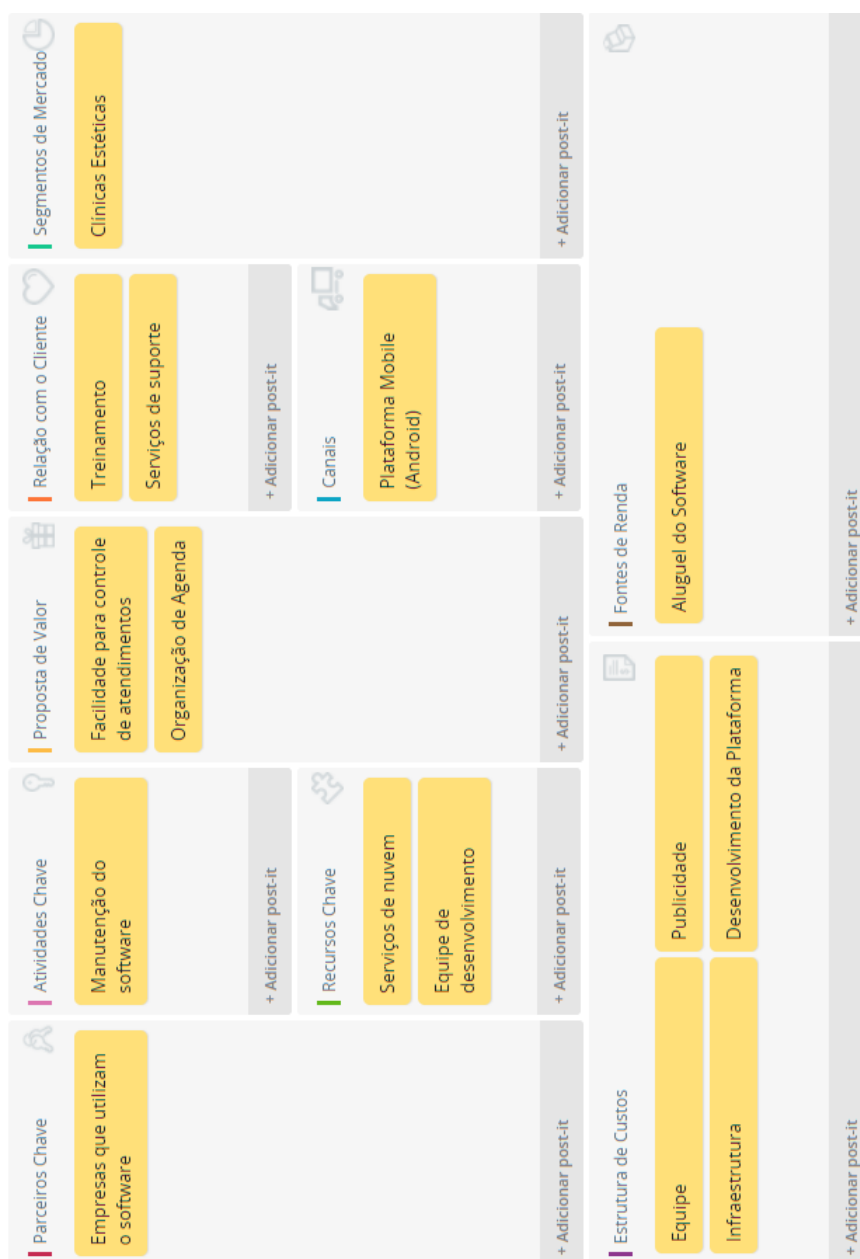 Parceiros Chave
Empresas que utilizam
o software
+ Adicionar post-it
Atividades Chave
Manutenção do
software
+ Adicionar post-it
Recursos Chave
Serviços de nuvem
Equipe de
desenvolvimento
+ Adicionar post-it
Proposta de Valor
Facilidade para controle
de atendimentos
Organização de Agenda
+ Adicionar post-it
Relação com o Cliente
Treinamento
Serviços de suporte
+ Adicionar post-it
Canais
Plataforma Mobile
(Android)
+ Adicionar post-it
Segmentos de Mercado
Clínicas Estéticas
+ Adicionar post-it
Estrutura de Custos
Equipe
Publicidade
Infraestrutura
Desenvolvimento da Plataforma
+ Adicionar post-it
Fontes de Renda
Aluguel do Software
+ Adicionar post-it